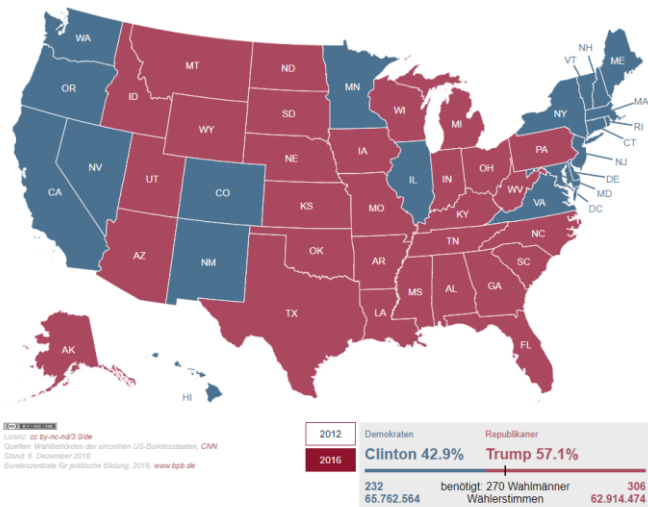 WA
MT
ND
MN
NH
VT
ME
OR
ID
SD
WI
MI
NY
MA
WY
RI
CT
NE
IA
PA
NJ
NV
OH
IL
IN
DE
UT
CO
WV
MD
CA
VA
DC
KS
MO
KY
TN
NC
AZ
NM
OK
AR
SC
MS
AL
GA
TX
LA
FL
AK
HI
Lizenz: cc by-nc-nd/3.0/de
Quellen: Wahlbehörden der einzelnen US-Bundesstaaten, CNN
Stand: 6. Dezember 2016
Bundeszentrale für politische Bildung, 2016, www.bpb.de
2012
2016
Demokraten Republikaner
Clinton 42.9% Trump 57.1%
232 benötigt: 270 Wahlmänner 306
65.762.564 Wählerstimmen 62.914.474